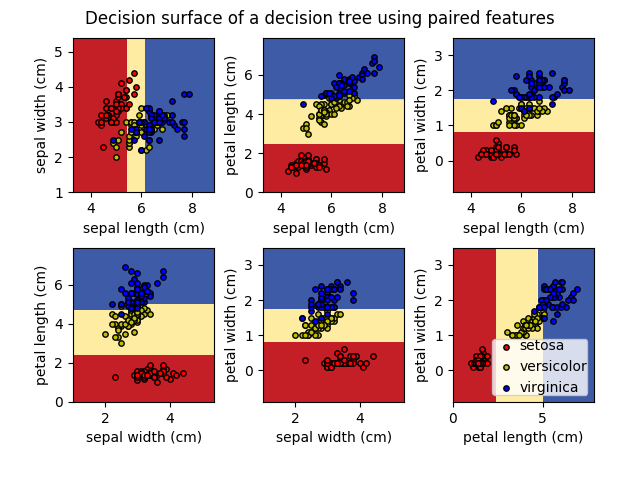 Decision surface of a decision tree using paired features
sepal width (cm)
5
4
3
2
1
4
6
8
sepal length (cm)
petal length (cm)
6
4
2
0
4
6
8
sepal length (cm)
petal width (cm)
3
2
1
0
4
6
8
sepal length (cm)
petal length (cm)
6
4
2
0
2
4
sepal width (cm)
petal width (cm)
3
2
1
0
2
4
sepal width (cm)
petal width (cm)
3
2
1
0
0
5
petal length (cm)
setosa
versicolor
virginica